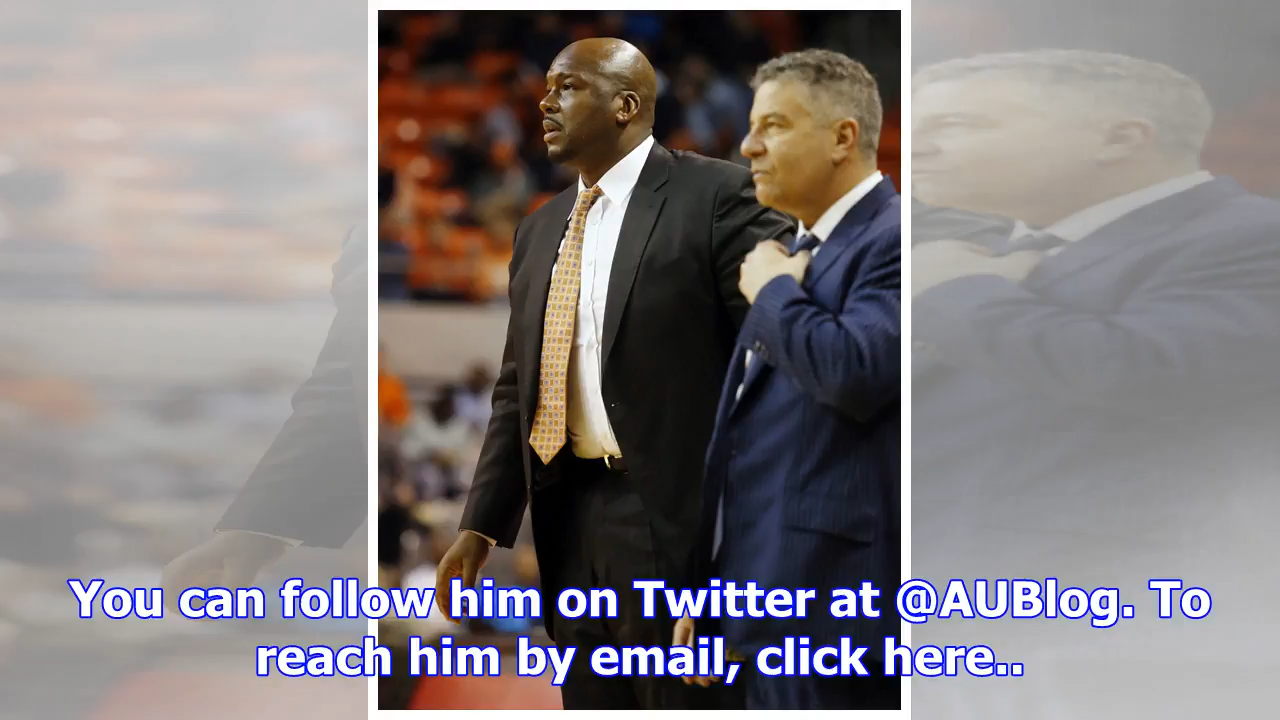 You can follow him on Twitter at @AUBlog. To
reach him by email, click here..